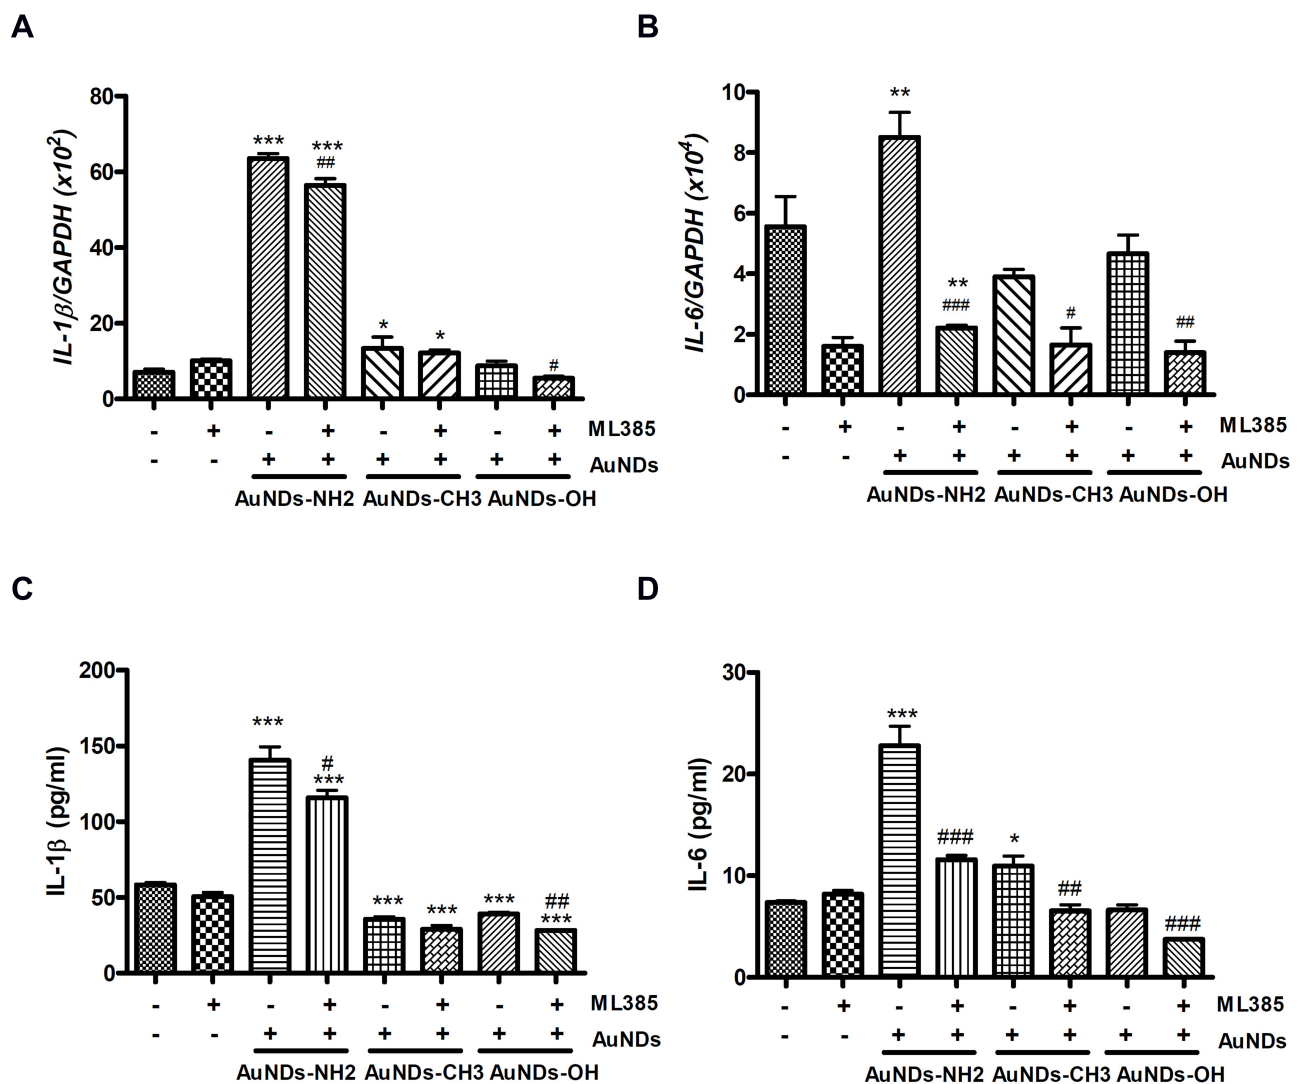 A
IL-1β/GAPDH (x10²)
80
60
40
20
0
***
***
##
*
*
#
- + - + - + - + ML385
- - + + + + + + AuNDs
AuNDs-NH2 AuNDs-CH3 AuNDs-OH
B
IL-6/GAPDH (x10⁴)
10
8
6
4
2
0
**
**
###
#
##
- + - + - + - + ML385
- - + + + + + + AuNDs
AuNDs-NH2 AuNDs-CH3 AuNDs-OH
C
IL-1β (pg/ml)
200
150
100
50
0
***
#
***
***
***
***
##
***
- + - + - + - + ML385
- - + + + + + + AuNDs
AuNDs-NH2 AuNDs-CH3 AuNDs-OH
D
IL-6 (pg/ml)
30
20
10
0
***
###
*
##
###
- + - + - + - + ML385
- - + + + + + + AuNDs
AuNDs-NH2 AuNDs-CH3 AuNDs-OH